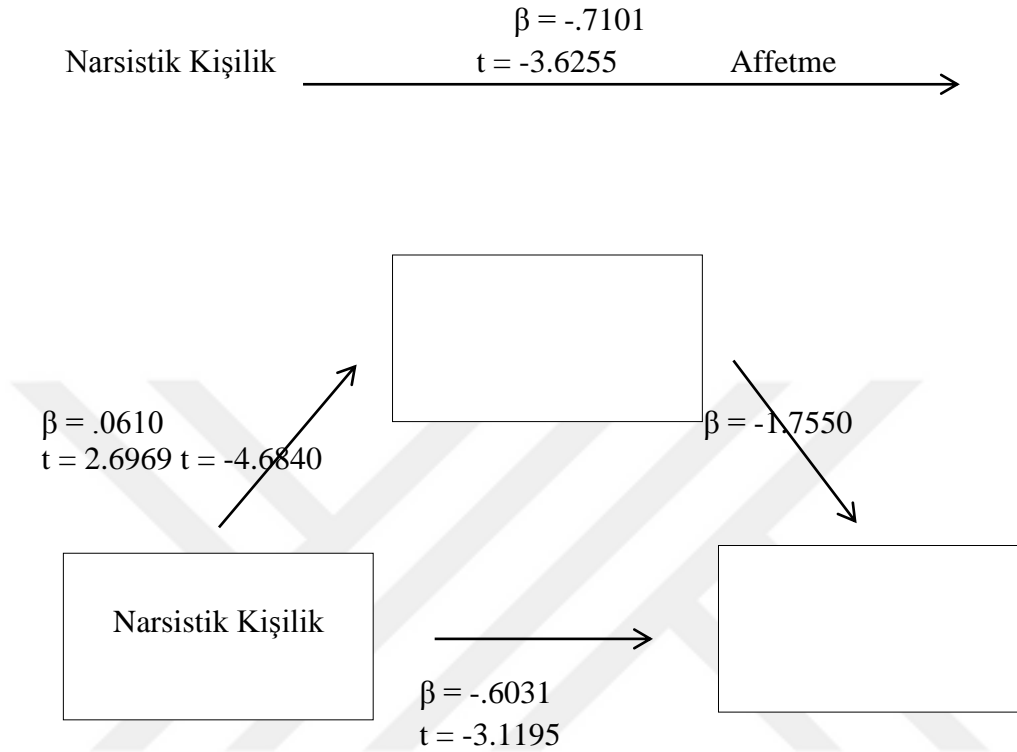 β = -.7101
Narsistik Kişilik t = -3.6255 Affetme
β = .0610
β = -1.7550
t = 2.6969 t = -4.6840
Narsistik Kişilik
β = -.6031
t = -3.1195